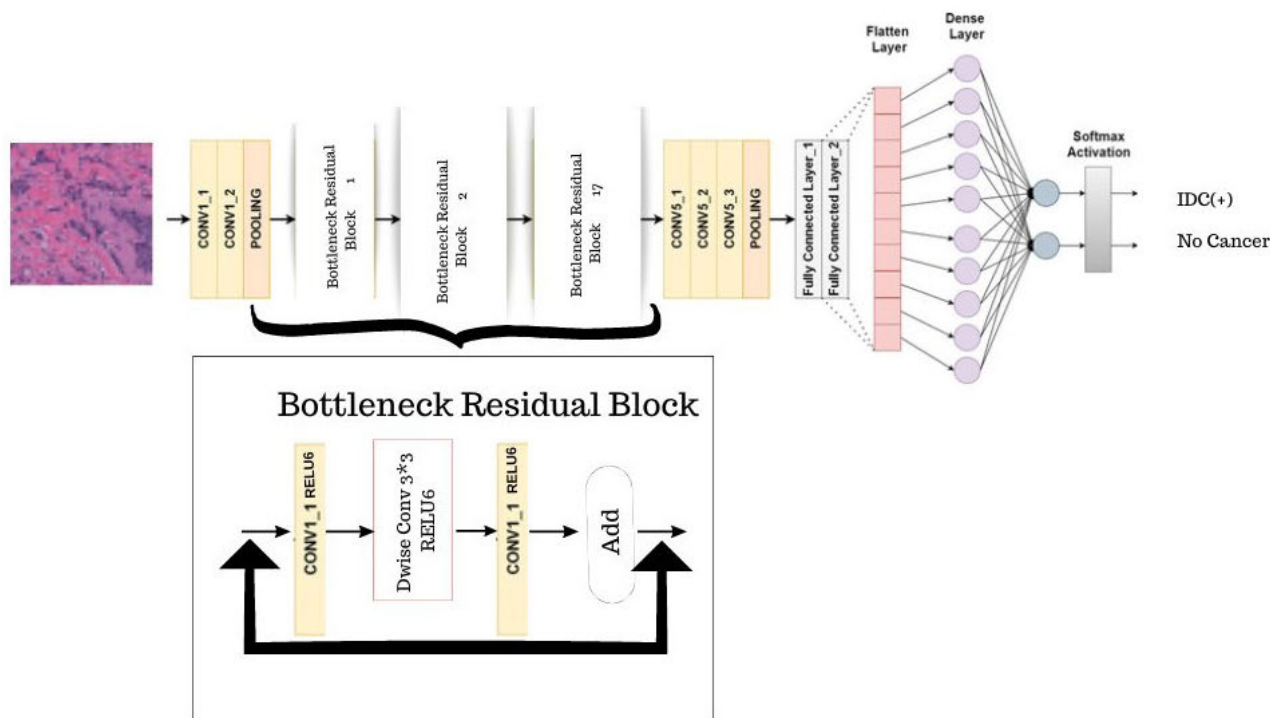 Flatten
Layer
Dense
Layer
CONV1_1
CONV1_2
POOLING
Bottleneck Residual
Block 1
Bottleneck Residual
Block 2
Bottleneck Residual
Block 17
CONV5_1
CONV5_2
CONV5_3
POOLING
Fully Connected Layer_1
Fully Connected Layer_2
Softmax
Activation
IDC(+)
No Cancer
Bottleneck Residual Block
CONV1_1 RELU6
Dwise Conv 3*3
RELU6
CONV1_1 RELU6
Add